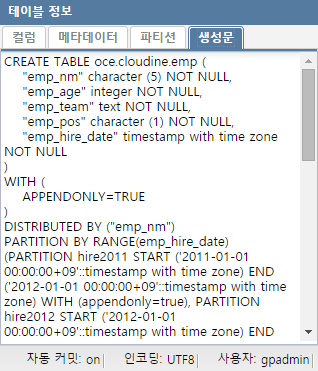 테이블 정보
컬럼 메타데이터 파티션 생성문
CREATE TABLE oce.cloudine.emp (
"emp_nm" character (5) NOT NULL,
"emp_age" integer NOT NULL,
"emp_team" text NOT NULL,
"emp_pos" character (1) NOT NULL,
"emp_hire_date" timestamp with time zone
NOT NULL
)
WITH (
APPENDONLY=TRUE
)
DISTRIBUTED BY ("emp_nm")
PARTITION BY RANGE(emp_hire_date)
(PARTITION hire2011 START ('2011-01-01
00:00:00+09'::timestamp with time zone) END
('2012-01-01 00:00:00+09'::timestamp with time
zone) WITH (appendonly=true), PARTITION
hire2012 START ('2012-01-01
00:00:00+09'::timestamp with time zone) END
자동 커밋: on 인코딩: UTF8 사용자: gpadmin